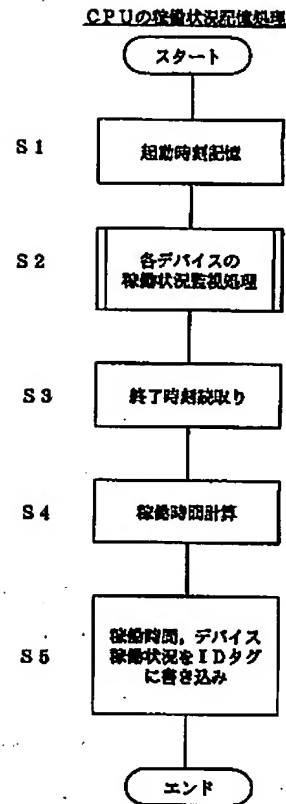 CPUの稼働状況記憶処理
スタート
S1
起動時刻記憶
S2
各デバイスの
稼働状況監視処理
S3
終了時刻読取り
S4
稼働時間計算
S5
稼働時間，デバイス
稼働状況をIDタグ
に書き込み
エンド